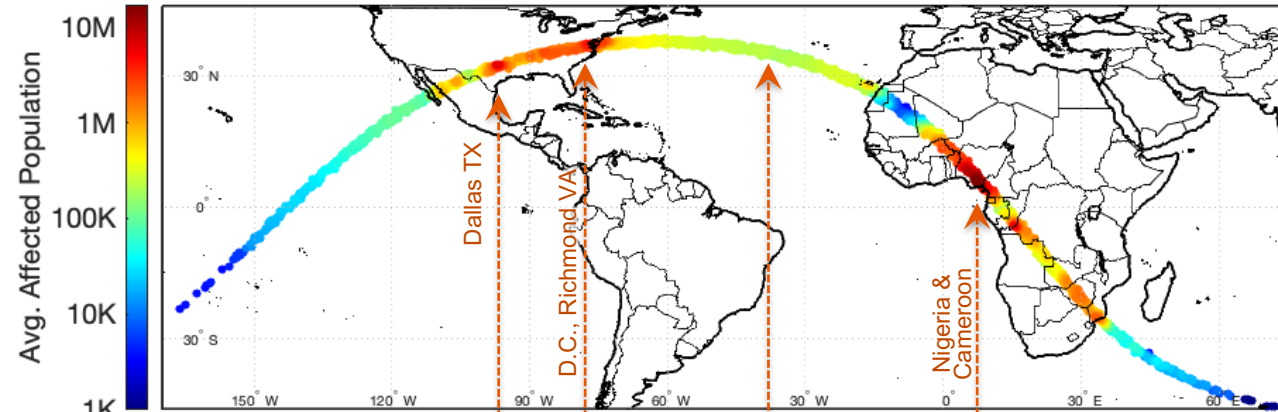 Avg. Affected Population
10M
1M
100K
10K
1K
30° N
0°
30° S
150° W
120° W
90° W
60° W
30° W
0°
30° E
60° E
Dallas TX
D.C., Richmond VA
Nigeria &
Cameroon